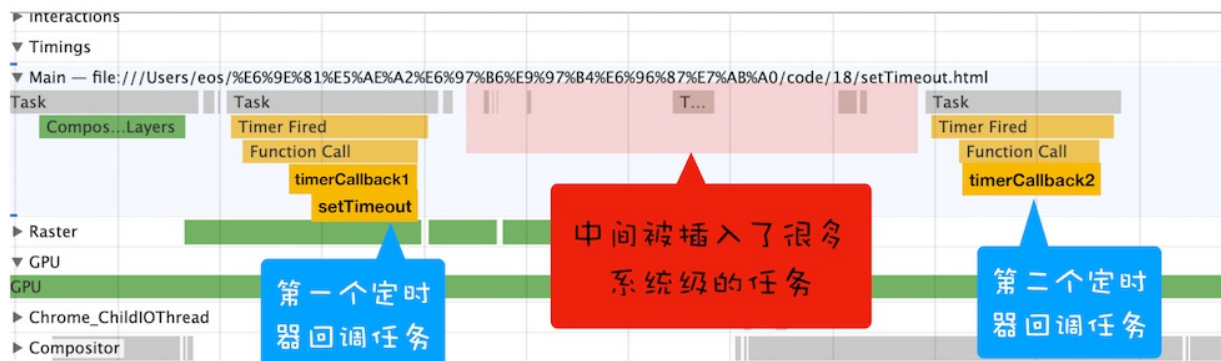 Interactions
Timings
Main — file:///Users/eos/%E6%9E%81%E5%AE%A2%E6%97%B6%E9%97%B4%E6%96%87%E7%AB%A0/code/18/setTimeout.html
Task
Task
T...
Task
Compos...Layers
Timer Fired
Timer Fired
Function Call
Function Call
timerCallback1
timerCallback2
setTimeout
Raster
GPU
GPU
Chrome_ChildIOThread
Compositor
中间被插入了很多
系统级的任务
第一个定时
器回调任务
第二个定时
器回调任务